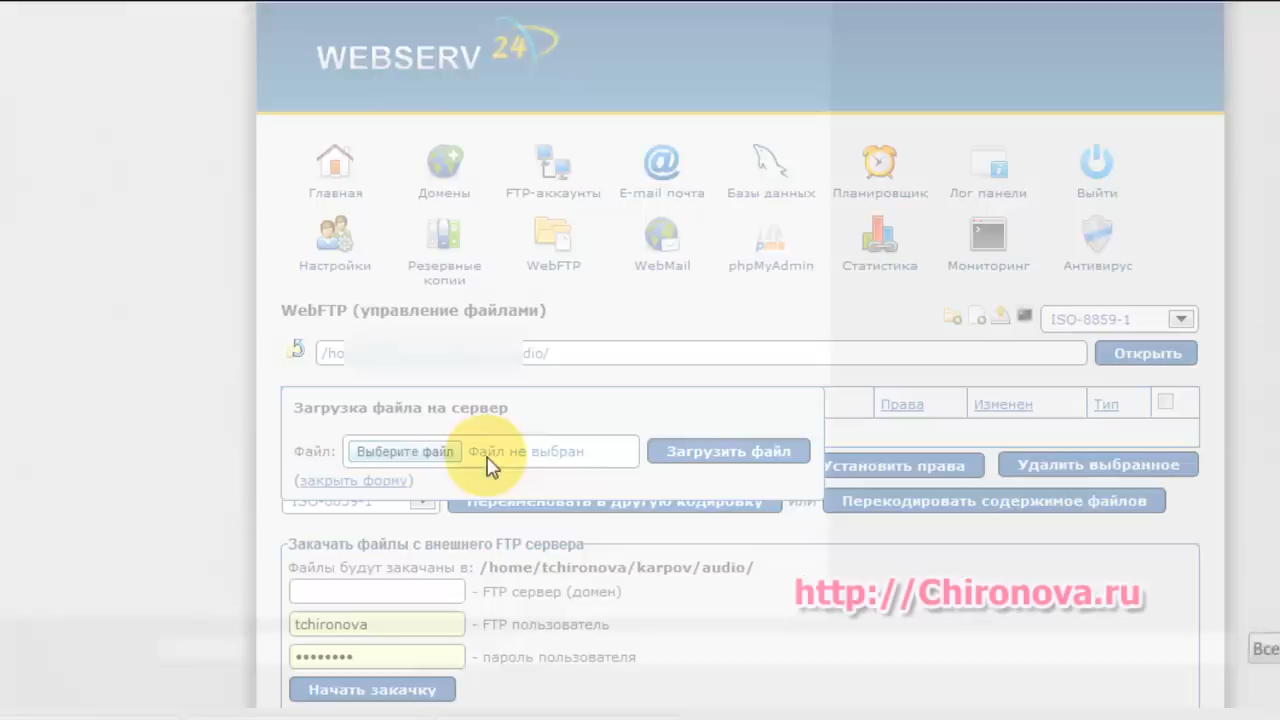 WEBSERV 24
Главная Домены FTP-аккаунты E-mail почта Базы данных Планировщик Лог панели Выйти
Настройки Резервные копии WebFTP WebMail phpMyAdmin Статистика Мониторинг Антивирус
WebFTP (управление файлами)
ISO-8859-1
/ho dio/ Открыть
Загрузка файла на сервер
Права Изменен Тип
Файл: Выберите файл Файл не выбран Загрузить файл
Установить права Удалить выбранное
(закрыть форму)
ISO-8859-1 Переименовать в другую кодировку или Перекодировать содержимое файлов
Закачать файлы с внешнего FTP сервера
Файлы будут закачаны в: /home/tchironova/karpov/audio/
- FTP сервер (домен)
http://Chironova.ru
tchironova - FTP пользователь
•••••••• - пароль пользователя
Все
Начать закачку